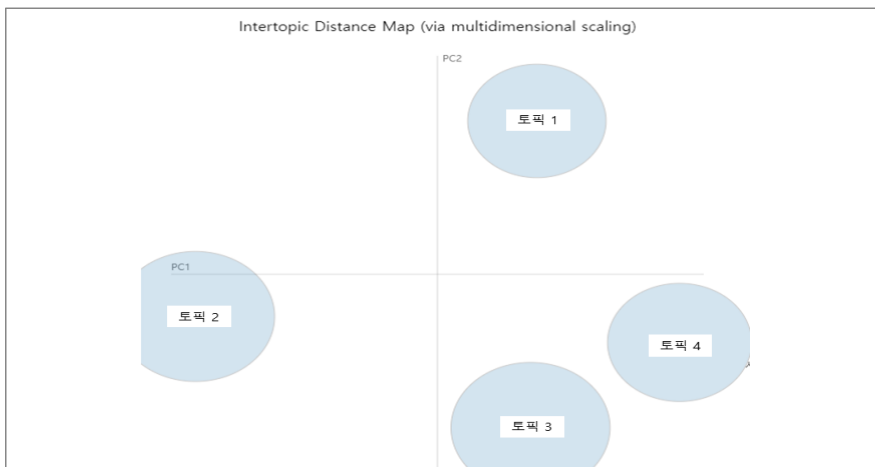 Intertopic Distance Map (via multidimensional scaling)
PC2
토픽 1
PC1
토픽 2
토픽 4
토픽 3